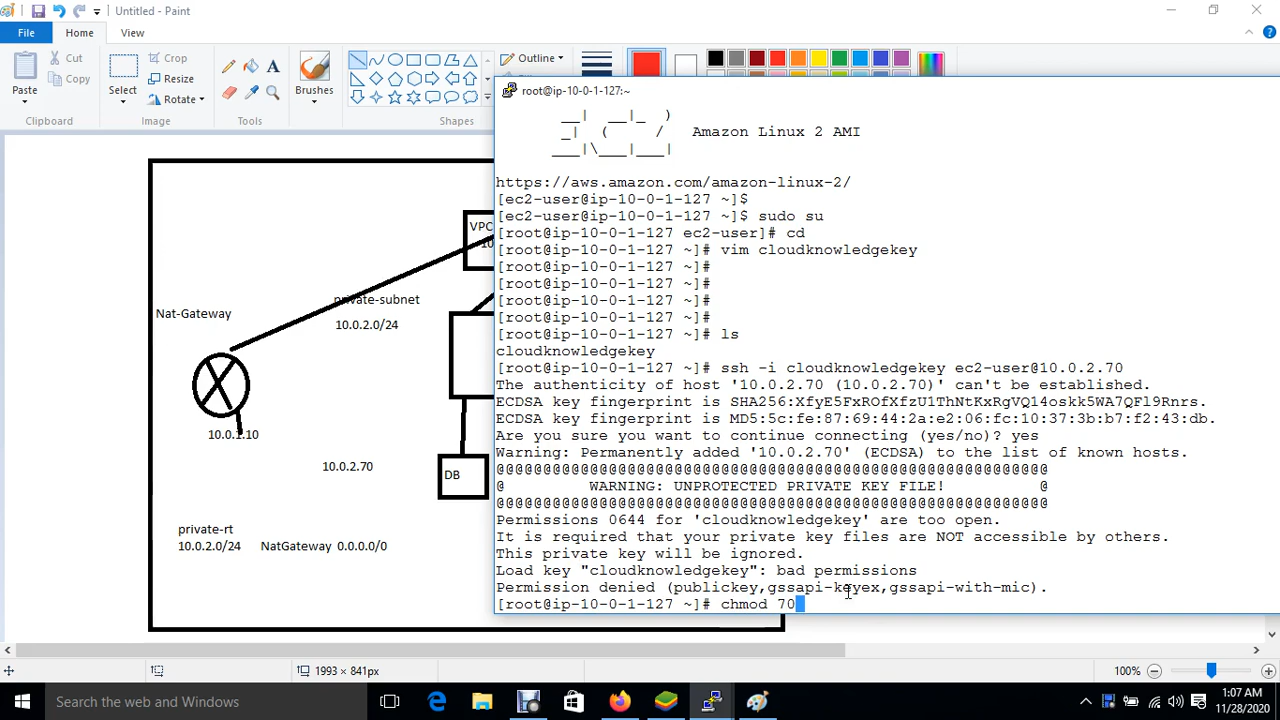 Untitled - Paint
File
Home
View
Paste
Cut
Copy
Clipboard
Select
Crop
Resize
Rotate
Image
Tools
Brushes
Shapes
Outline
VPC
Nat-Gateway
private-subnet
10.0.2.0/24
10.0.1.10
10.0.2.70
DB
private-rt
10.0.2.0/24 NatGateway 0.0.0.0/0
root@ip-10-0-1-127:~
__| __|_ )
_| ( / Amazon Linux 2 AMI
___|\___|___|
https://aws.amazon.com/amazon-linux-2/
[ec2-user@ip-10-0-1-127 ~]$
[ec2-user@ip-10-0-1-127 ~]$ sudo su
[root@ip-10-0-1-127 ec2-user]# cd
[root@ip-10-0-1-127 ~]# vim cloudknowledgekey
[root@ip-10-0-1-127 ~]#
[root@ip-10-0-1-127 ~]#
[root@ip-10-0-1-127 ~]#
[root@ip-10-0-1-127 ~]#
[root@ip-10-0-1-127 ~]# ls
cloudknowledgekey
[root@ip-10-0-1-127 ~]# ssh -i cloudknowledgekey ec2-user@10.0.2.70
The authenticity of host '10.0.2.70 (10.0.2.70)' can't be established.
ECDSA key fingerprint is SHA256:XfyE5FxROfXfzU1ThNtKxRgVQ14oskk5WA7QFl9Rnrs.
ECDSA key fingerprint is MD5:5c:fe:87:69:44:2a:e2:06:fc:10:37:3b:b7:f2:43:db.
Are you sure you want to continue connecting (yes/no)? yes
Warning: Permanently added '10.0.2.70' (ECDSA) to the list of known hosts.
@@@@@@@@@@@@@@@@@@@@@@@@@@@@@@@@@@@@@@@@@@@@@@@@@@@@@@@@@@@
@ WARNING: UNPROTECTED PRIVATE KEY FILE! @
@@@@@@@@@@@@@@@@@@@@@@@@@@@@@@@@@@@@@@@@@@@@@@@@@@@@@@@@@@@
Permissions 0644 for 'cloudknowledgekey' are too open.
It is required that your private key files are NOT accessible by others.
This private key will be ignored.
Load key "cloudknowledgekey": bad permissions
Permission denied (publickey,gssapi-keyex,gssapi-with-mic).
[root@ip-10-0-1-127 ~]# chmod 70
1993 × 841px
100%
Search the web and Windows
1:07 AM
11/28/2020